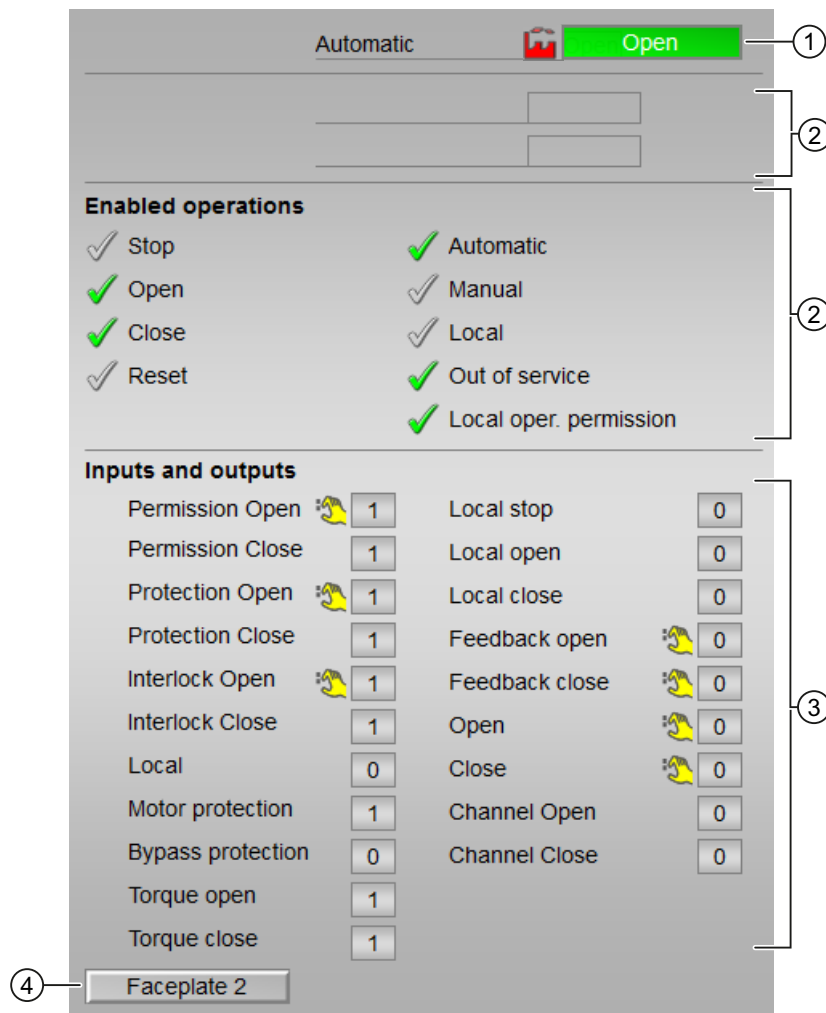 Automatic Open 1
2
Enabled operations
Stop Automatic
Open Manual
2
Close Local
Reset Out of service
Local oper. permission
Inputs and outputs
Permission Open 1 Local stop 0
Permission Close 1 Local open 0
Protection Open 1 Local close 0
Protection Close 1 Feedback open 0
Interlock Open 1 Feedback close 0
3
Interlock Close 1 Open 0
Local 0 Close 0
Motor protection 1 Channel Open 0
Bypass protection 0 Channel Close 0
Torque open 1
Torque close 1
4 Faceplate 2